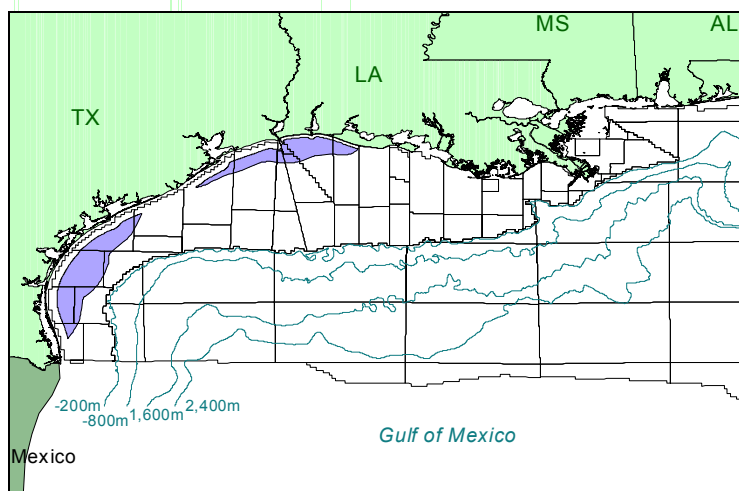 MS
AL
LA
TX
-200m
-800m
1,600m
2,400m
Gulf of Mexico
Mexico